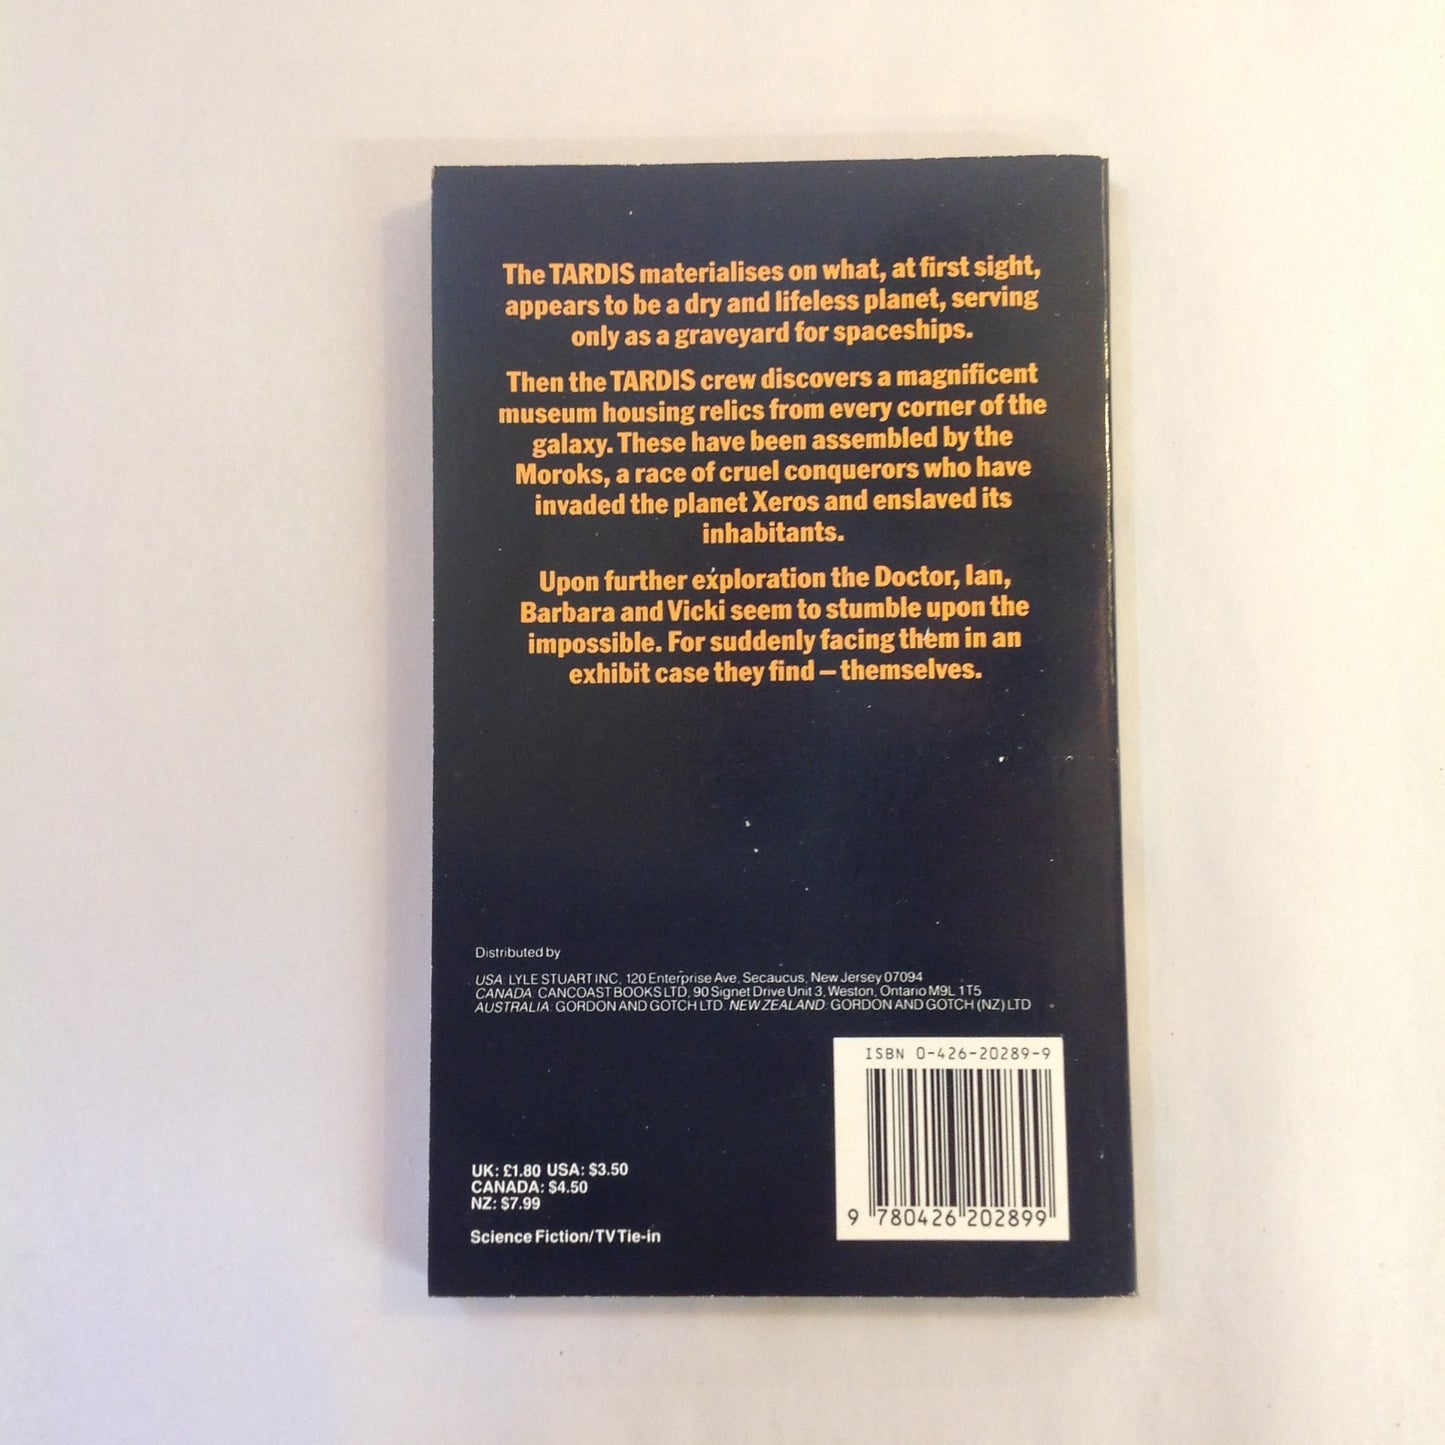 The TARDIS materialises on what, at first sight,
appears to be a dry and lifeless planet, serving
only as a graveyard for spaceships.
Then the TARDIS crew discovers a magnificent
museum housing relics from every corner of the
galaxy. These have been assembled by the
Moroks, a race of cruel conquerors who have
invaded the planet Xeros and enslaved its
inhabitants.
Upon further exploration the Doctor, Ian,
Barbara and Vicki seem to stumble upon the
impossible. For suddenly facing them in an
exhibit case they find – themselves.
Distributed by
USA: LYLE STUART INC, 120 Enterprise Ave, Secaucus, New Jersey 07094
CANADA: CANCOAST BOOKS LTD, 90 Signet Drive Unit 3, Weston, Ontario M9L 1T5
AUSTRALIA: GORDON AND GOTCH LTD. NEW ZEALAND: GORDON AND GOTCH (NZ) LTD
ISBN 0-426-20289-9
9 780426 202899
UK: £1.80 USA: $3.50
CANADA: $4.50
NZ: $7.99
Science Fiction/TV Tie-in